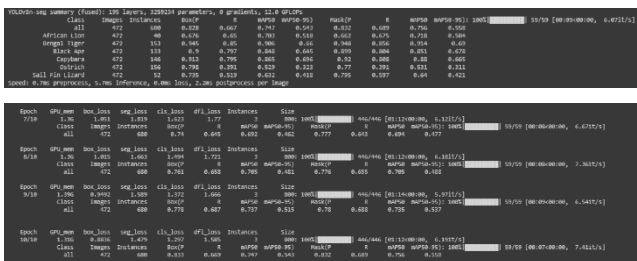 YOLOv8n-seg summary (fused): 195 layers, 3259234 parameters, 0 gradients, 12.0 GFLOPs
Class Images Instances Box(P R mAP50 mAP50-95) Mask(P R mAP50 mAP50-95): 100% 59/59 [00:09<00:00, 6.07it/s]
all 472 680 0.828 0.667 0.747 0.543 0.832 0.689 0.756 0.558
African Lion 472 40 0.676 0.65 0.703 0.510 0.662 0.675 0.718 0.504
Bengal Tiger 472 153 0.945 0.85 0.906 0.66 0.948 0.856 0.914 0.69
Black Ape 472 133 0.9 0.797 0.848 0.645 0.899 0.804 0.851 0.678
Capybara 472 146 0.913 0.795 0.865 0.696 0.92 0.808 0.88 0.665
Ostrich 472 156 0.798 0.391 0.529 0.323 0.77 0.391 0.531 0.311
Sail Fin Lizard 472 52 0.735 0.519 0.632 0.418 0.795 0.597 0.64 0.421
Speed: 0.7ms preprocess, 5.7ms inference, 0.0ms loss, 2.2ms postprocess per image
Epoch GPU_mem box_loss seg_loss cls_loss dfl_loss Instances Size
7/10 1.3G 1.051 1.819 1.623 1.77 3 800: 100% 446/446 [01:12<00:00, 6.12it/s]
Class Images Instances Box(P R mAP50 mAP50-95) Mask(P R mAP50 mAP50-95): 100% 59/59 [00:08<00:00, 6.67it/s]
all 472 680 0.74 0.645 0.692 0.462 0.777 0.643 0.694 0.477
Epoch GPU_mem box_loss seg_loss cls_loss dfl_loss Instances Size
8/10 1.3G 1.015 1.663 1.494 1.721 3 800: 100% 446/446 [01:12<00:00, 6.18it/s]
Class Images Instances Box(P R mAP50 mAP50-95) Mask(P R mAP50 mAP50-95): 100% 59/59 [00:08<00:00, 7.36it/s]
all 472 680 0.761 0.658 0.705 0.481 0.776 0.655 0.705 0.488
Epoch GPU_mem box_loss seg_loss cls_loss dfl_loss Instances Size
9/10 1.39G 0.9492 1.589 1.372 1.666 3 800: 100% 446/446 [01:14<00:00, 5.97it/s]
Class Images Instances Box(P R mAP50 mAP50-95) Mask(P R mAP50 mAP50-95): 100% 59/59 [00:09<00:00, 6.54it/s]
all 472 680 0.778 0.687 0.737 0.515 0.78 0.688 0.735 0.537
Epoch GPU_mem box_loss seg_loss cls_loss dfl_loss Instances Size
10/10 1.31G 0.8836 1.479 1.297 1.585 3 800: 100% 446/446 [01:12<00:00, 6.19it/s]
Class Images Instances Box(P R mAP50 mAP50-95) Mask(P R mAP50 mAP50-95): 100% 59/59 [00:07<00:00, 7.41it/s]
all 472 680 0.833 0.669 0.747 0.543 0.832 0.689 0.756 0.558